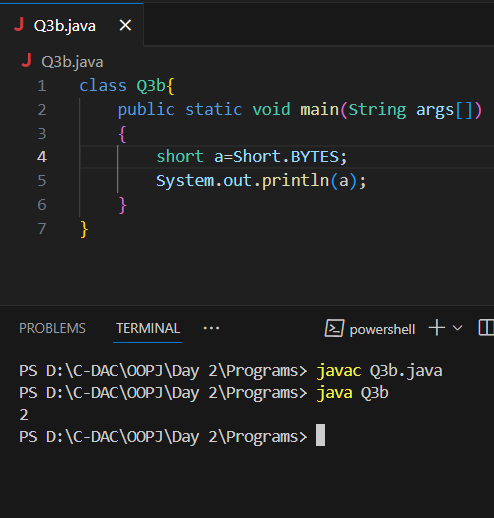 J Q3b.java ×
J Q3b.java
1 class Q3b{
2 public static void main(String args[])
3 {
4 short a=Short.BYTES;
5 System.out.println(a);
6 }
7 }
PROBLEMS TERMINAL ··· powershell
PS D:\C-DAC\OOPJ\Day 2\Programs> javac Q3b.java
PS D:\C-DAC\OOPJ\Day 2\Programs> java Q3b
2
PS D:\C-DAC\OOPJ\Day 2\Programs>